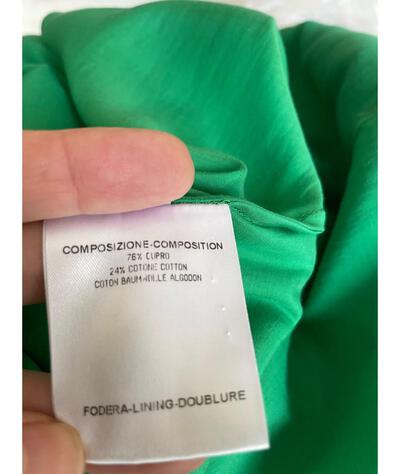 COMPOSIZIONE-COMPOSITION
76% CUPRO
24% COTONE COTTON
COTON BAUMWOLLE ALGODON
FODERA-LINING-DOUBLURE